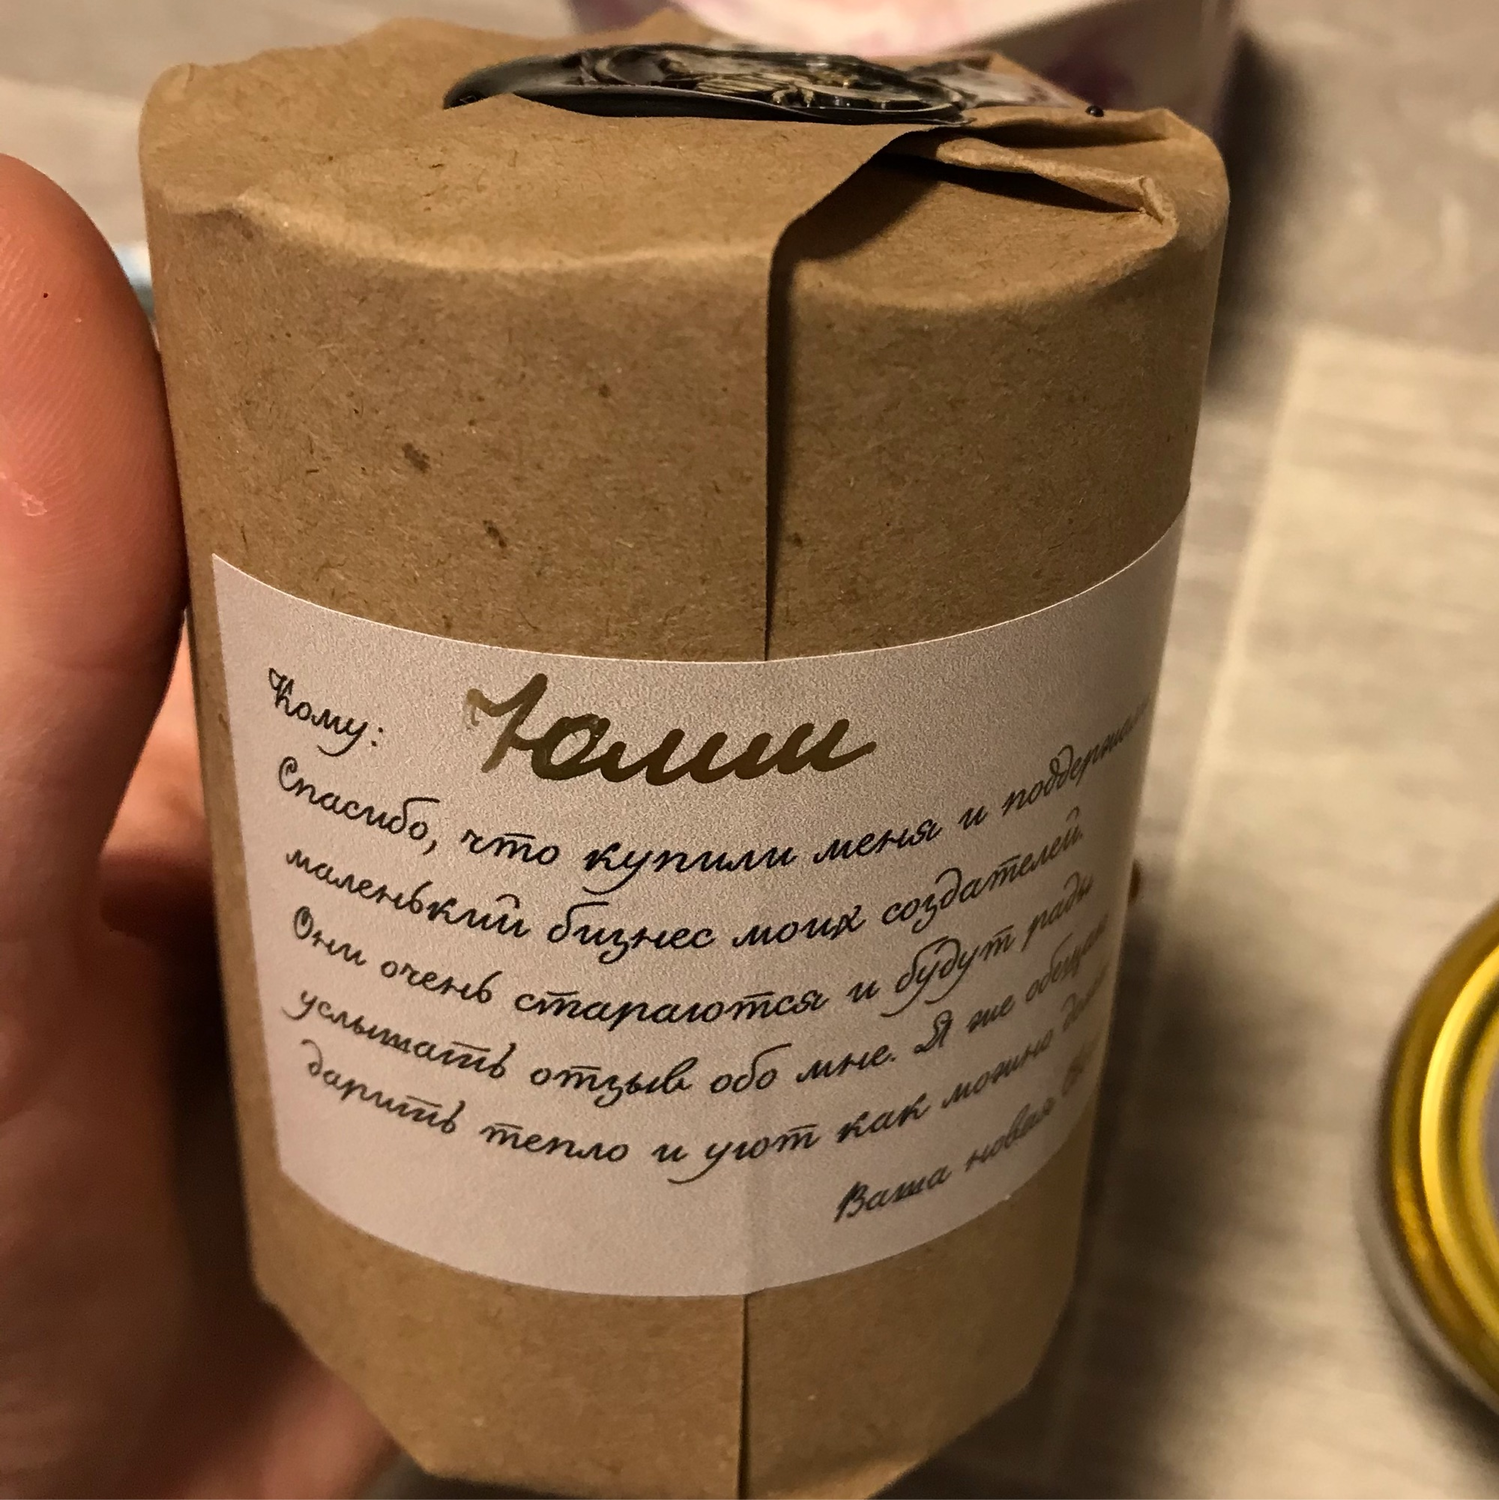 Кому: Юлии
Спасибо, что купили меня и поддержали
маленький бизнес моих создателей.
Они очень стараются и будут рады
услышать отзыв обо мне. Я же обещаю
дарить тепло и уют как можно
Ваша новая